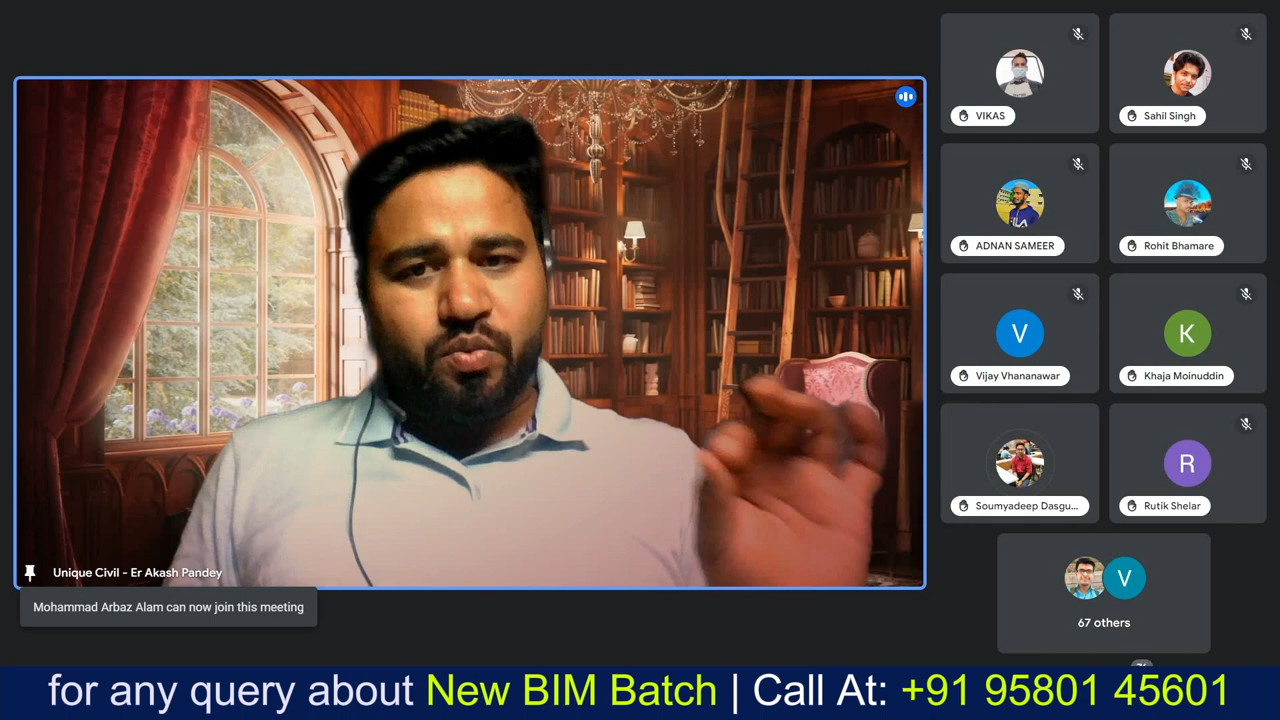 VIKAS
Sahil Singh
ADNAN SAMEER
Rohit Bhamare
V
K
Vijay Vhananawar
Khaja Moinuddin
R
Soumyadeep Dasgu...
Rutik Shelar
Unique Civil - Er Akash Pandey
V
Mohammad Arbaz Alam can now join this meeting
67 others
for any query about New BIM Batch | Call At: +91 95801 45601